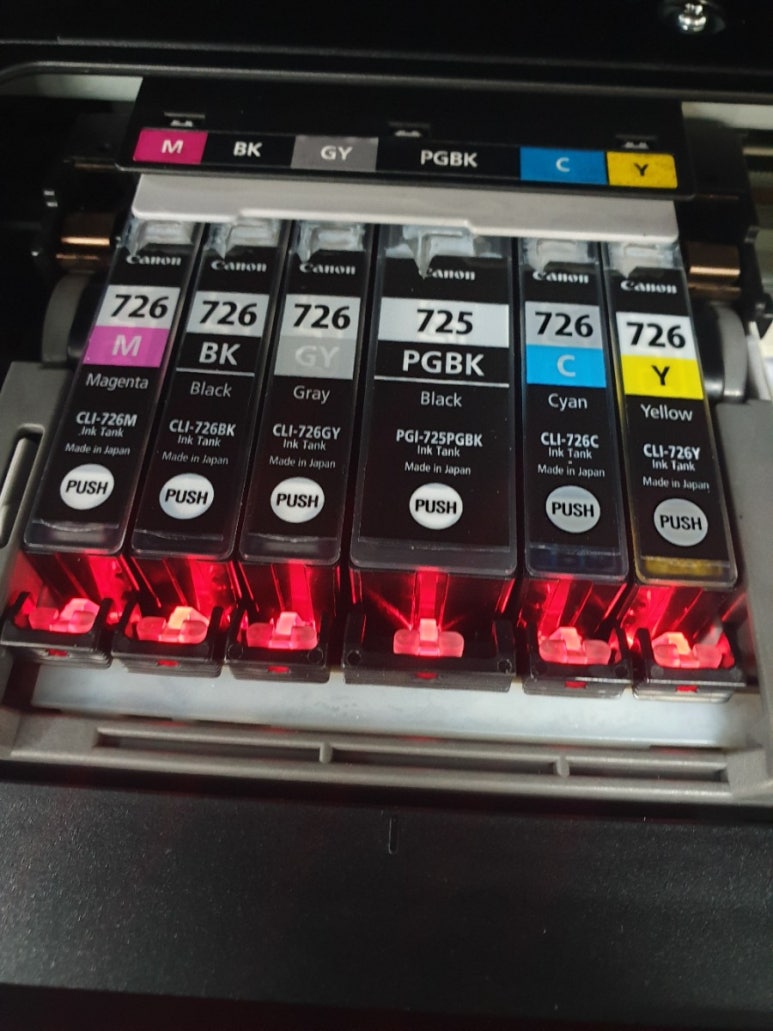 M BK GY PGBK C Y
Canon
726
M
Magenta
CLI-726M
Ink Tank
Made in Japan
PUSH
Canon
726
BK
Black
CLI-726BK
Ink Tank
Made in Japan
PUSH
Canon
726
GY
Gray
CLI-726GY
Ink Tank
Made in Japan
PUSH
Canon
725
PGBK
Black
PGI-725PGBK
Ink Tank
Made in Japan
PUSH
Canon
726
C
Cyan
CLI-726C
Ink Tank
Made in Japan
PUSH
Canon
726
Y
Yellow
CLI-726Y
Ink Tank
Made in Japan
PUSH